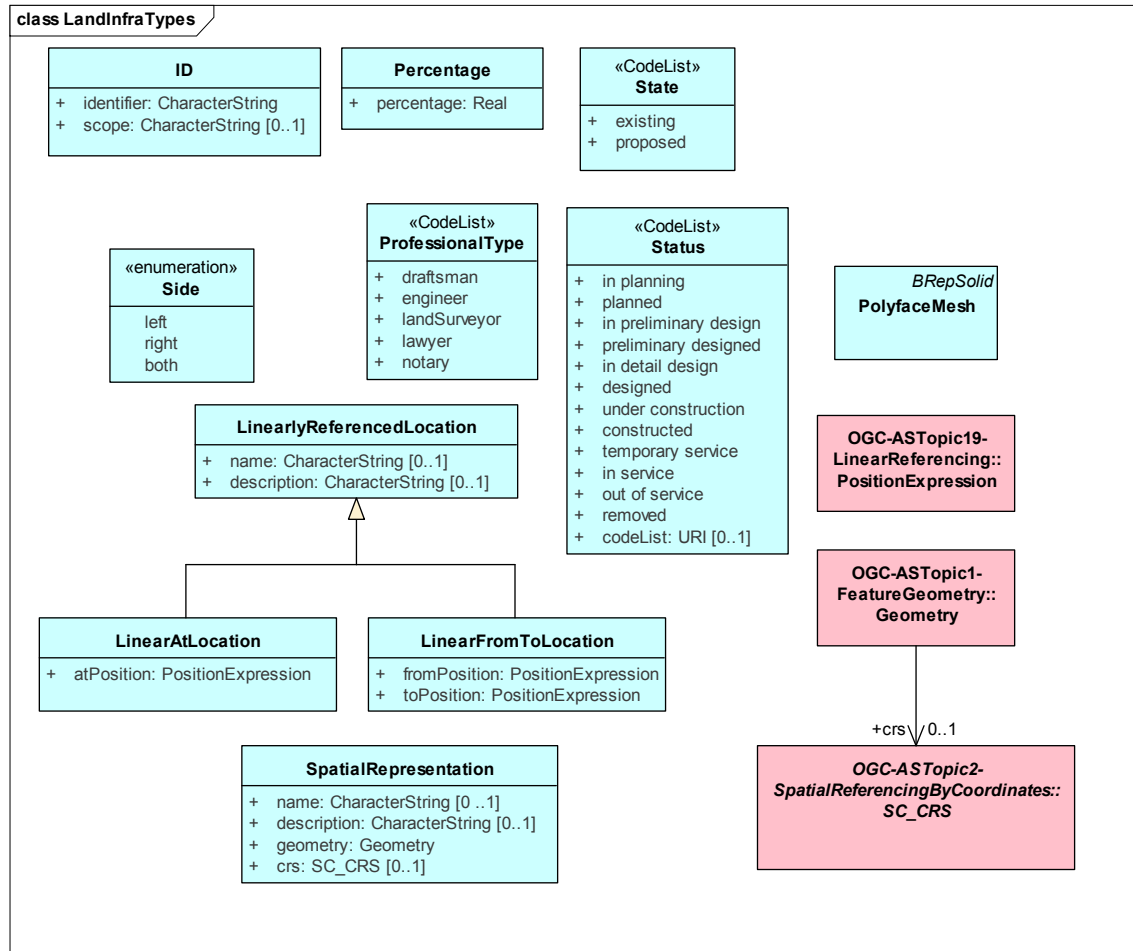 class LandInfraTypes
ID
+ identifier: CharacterString
+ scope: CharacterString [0..1]
Percentage
+ percentage: Real
«CodeList»
State
+ existing
+ proposed
«enumeration»
Side
left
right
both
«CodeList»
ProfessionalType
+ draftsman
+ engineer
+ landSurveyor
+ lawyer
+ notary
«CodeList»
Status
+ in planning
+ planned
+ in preliminary design
+ preliminary designed
+ in detail design
+ designed
+ under construction
+ constructed
+ temporary service
+ in service
+ out of service
+ removed
+ codeList: URI [0..1]
BRepSolid
PolyfaceMesh
LinearlyReferencedLocation
+ name: CharacterString [0..1]
+ description: CharacterString [0..1]
OGC-ASTopic19-
LinearReferencing::
PositionExpression
OGC-ASTopic1-
FeatureGeometry::
Geometry
LinearAtLocation
+ atPosition: PositionExpression
LinearFromToLocation
+ fromPosition: PositionExpression
+ toPosition: PositionExpression
+crs 0..1
SpatialRepresentation
+ name: CharacterString [0 ..1]
+ description: CharacterString [0..1]
+ geometry: Geometry
+ crs: SC_CRS [0..1]
OGC-ASTopic2-
SpatialReferencingByCoordinates::
SC_CRS